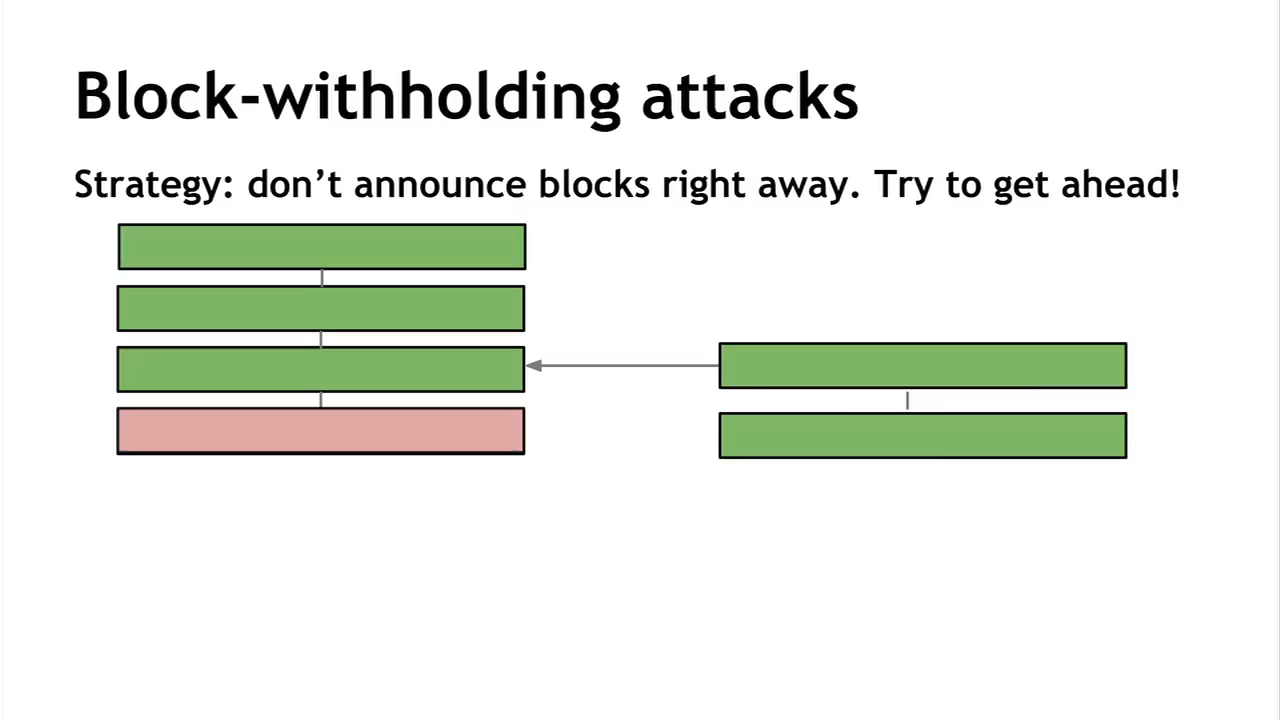 Block-withholding attacks
Strategy: don’t announce blocks right away. Try to get ahead!